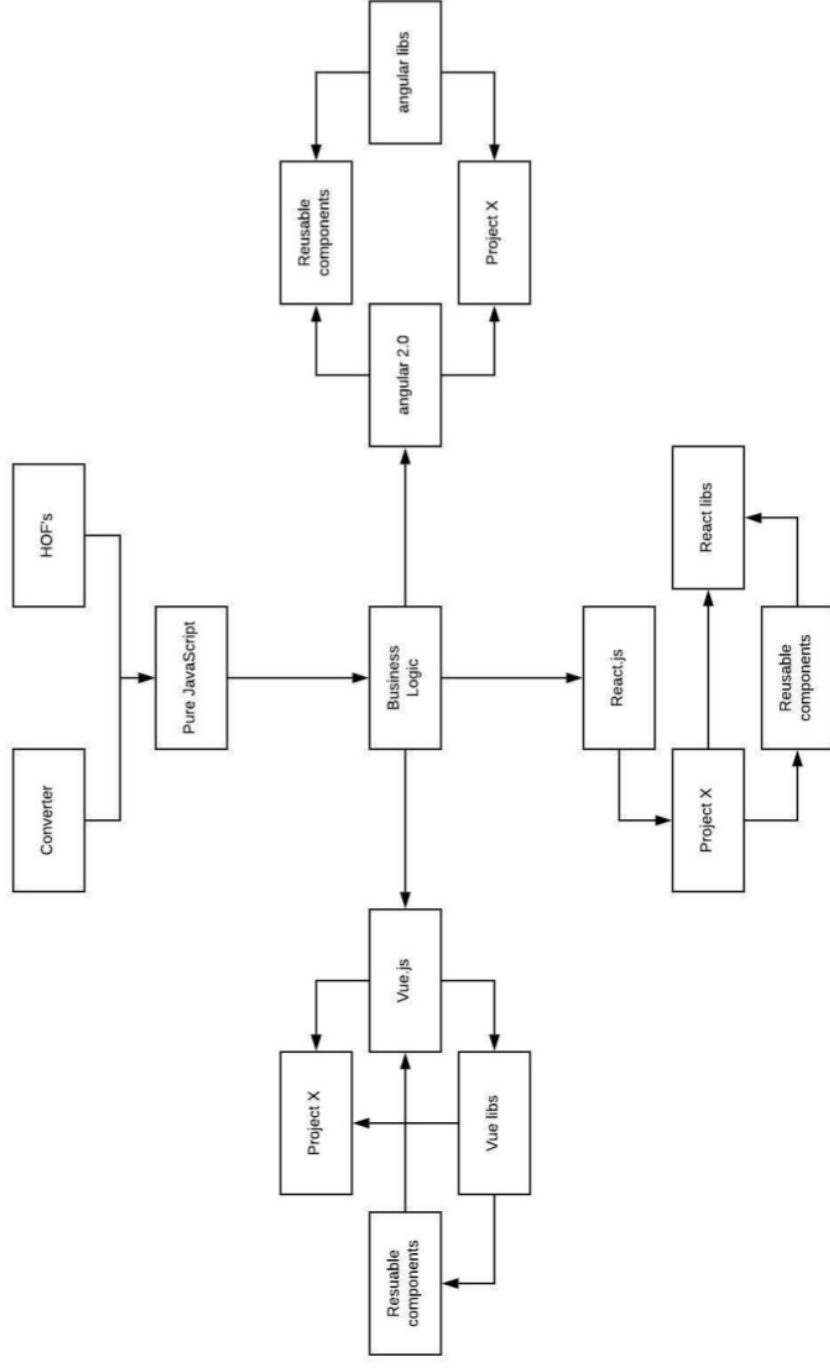 Converter
HOF's
Pure JavaScript
Project X
Reusable
components
Resuable
components
Vue.js
Business
Logic
angular 2.0
angular libs
Vue libs
Project X
React.js
Project X
React libs
Reusable
components